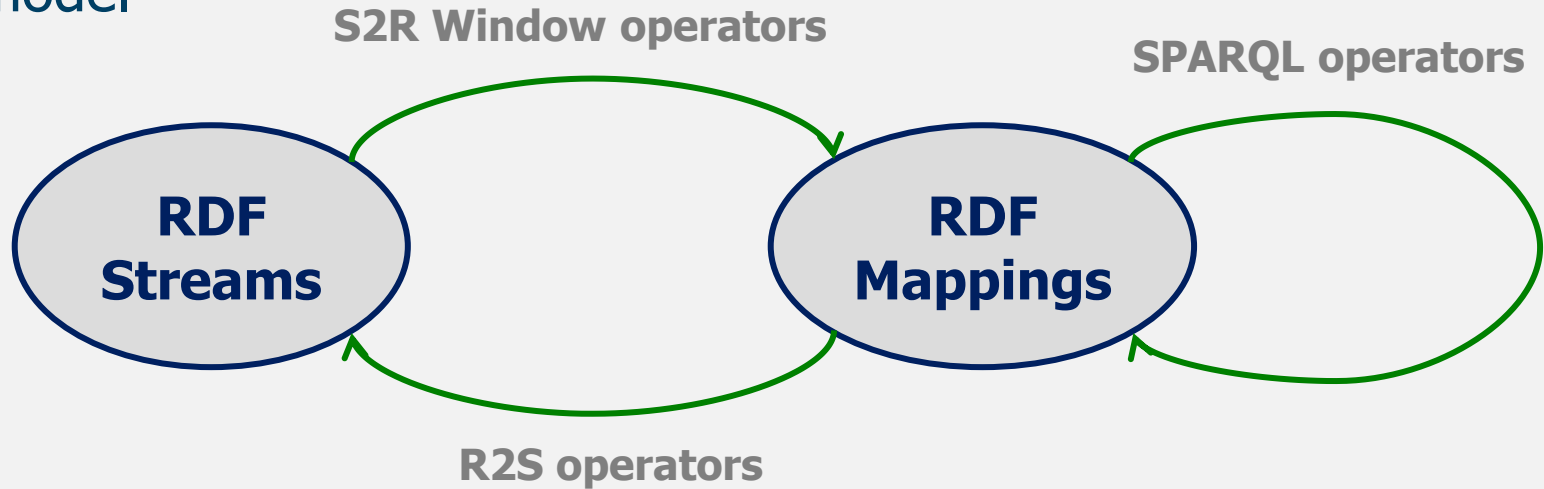 S2R Window operators
SPARQL operators
RDF
Streams
RDF
Mappings
R2S operators